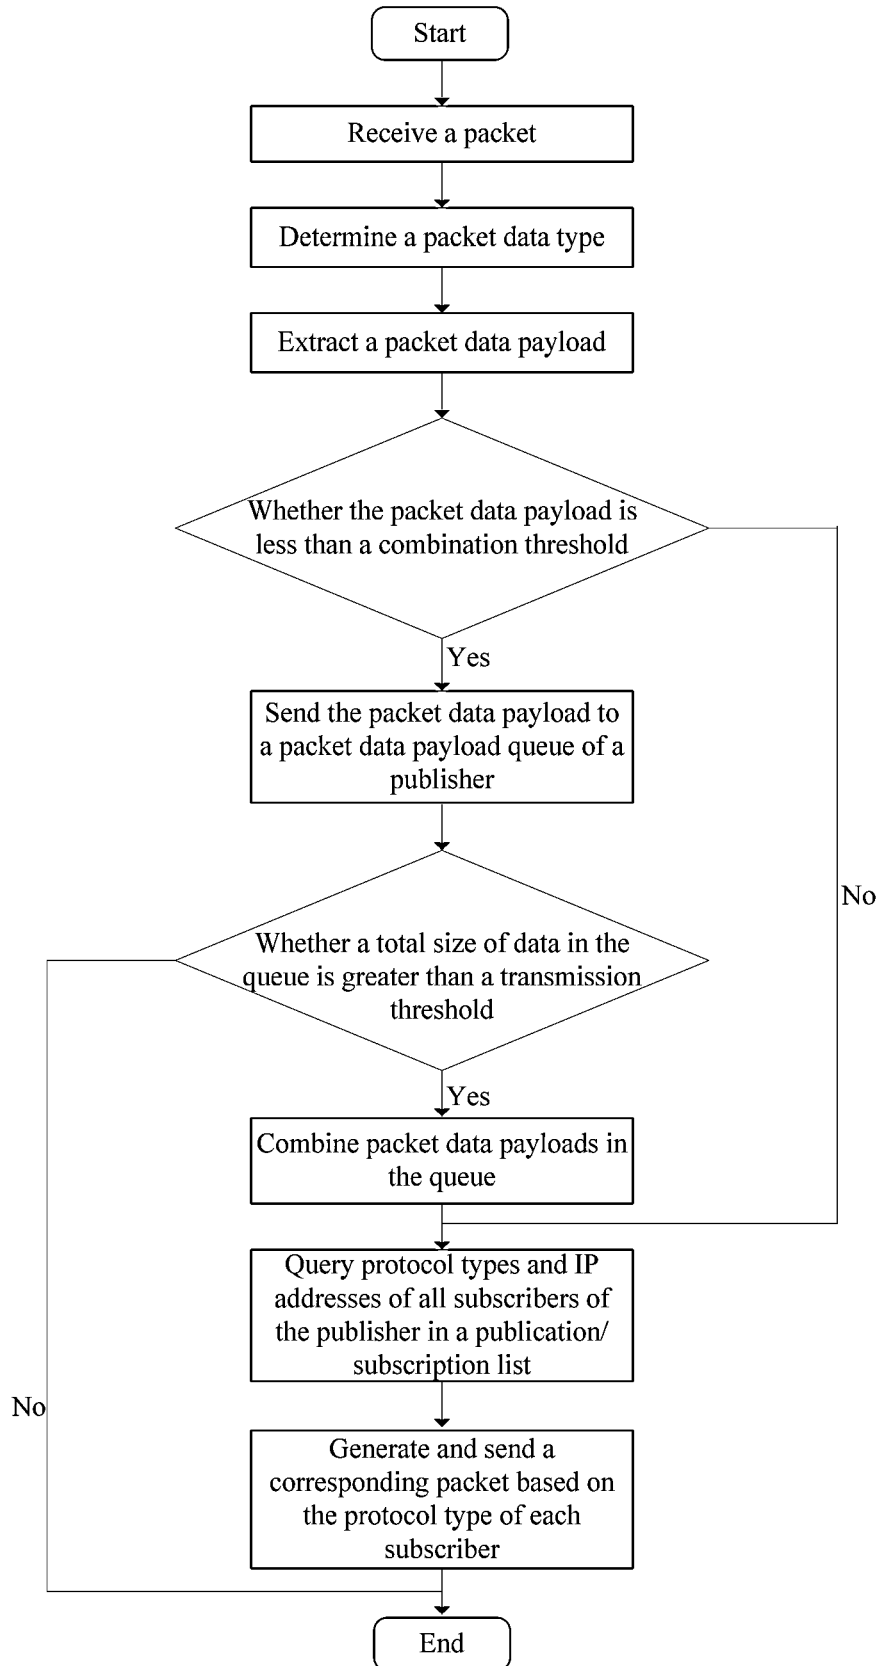 Start
Receive a packet
Determine a packet data type
Extract a packet data payload
Whether the packet data payload is
less than a combination threshold
Yes
Send the packet data payload to
a packet data payload queue of a
publisher
No
Whether a total size of data in the
queue is greater than a transmission
threshold
Yes
Combine packet data payloads in
the queue
Query protocol types and IP
addresses of all subscribers of
the publisher in a publication/
subscription list
No
Generate and send a
corresponding packet based on
the protocol type of each
subscriber
End